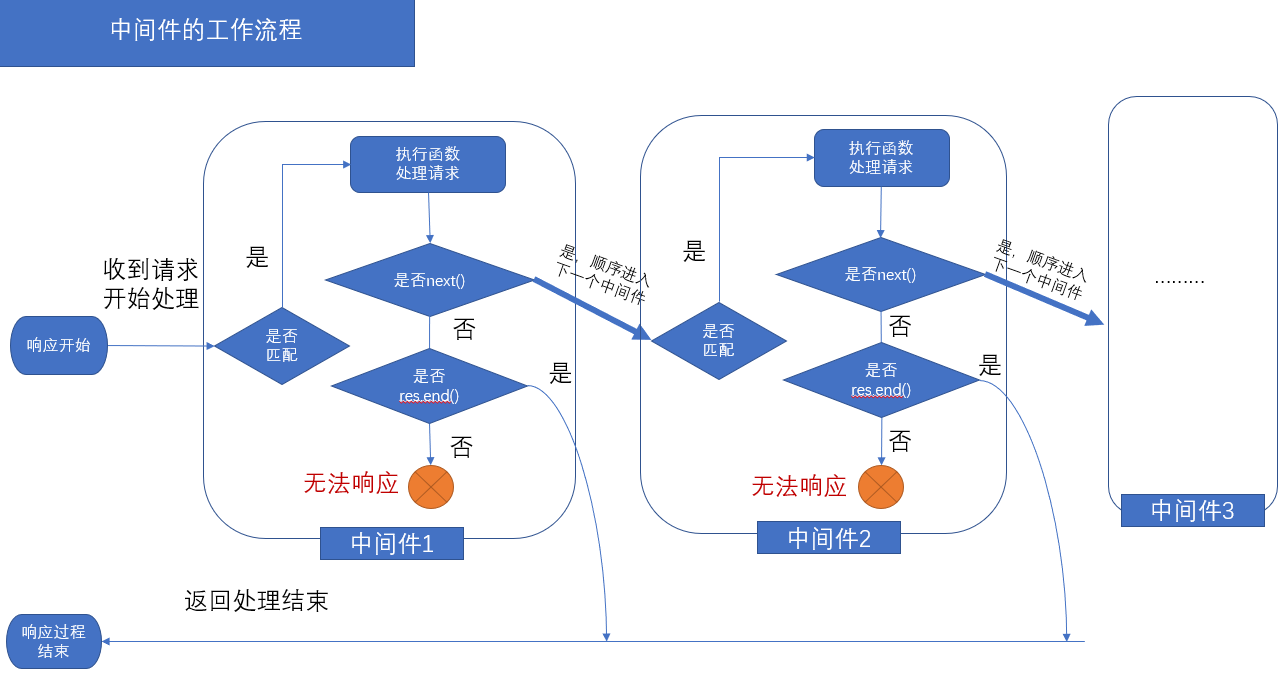 中间件的工作流程
收到请求
开始处理
响应开始
是否
匹配
是
执行函数
处理请求
是否next()
是，顺序进入
下一个中间件
否
是否
res.end()
是
否
无法响应
中间件1
是否
匹配
是
执行函数
处理请求
是否next()
是，顺序进入
下一个中间件
否
是否
res.end()
是
否
无法响应
中间件2
………
中间件3
返回处理结束
响应过程
结束